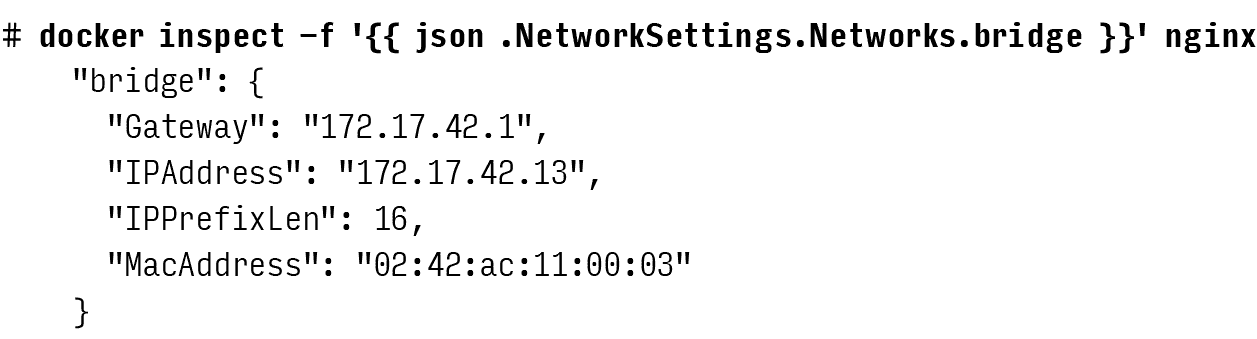 # docker inspect -f '{{ json .NetworkSettings.Networks.bridge }}' nginx
    "bridge": {
      "Gateway": "172.17.42.1",
      "IPAddress": "172.17.42.13",
      "IPPrefixLen": 16,
      "MacAddress": "02:42:ac:11:00:03"
    }